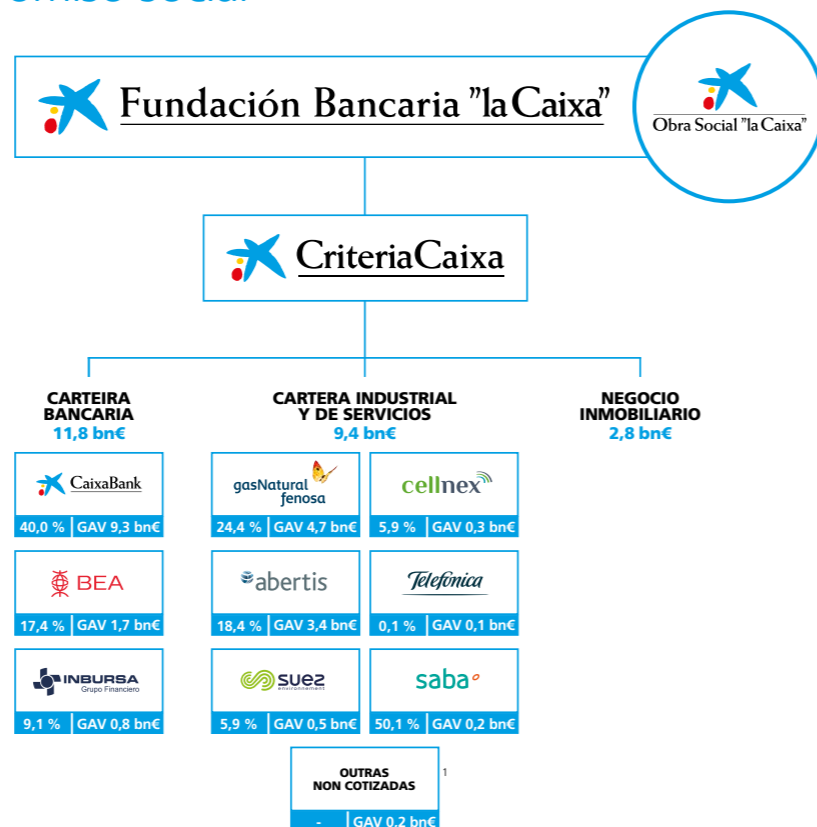 Fundación Bancaria "la Caixa"
Obra Social "la Caixa"
CriteriaCaixa
CARTEIRA
BANCARIA
11,8 bn€
CaixaBank
40,0 % GAV 9,3 bn€
BEA
17,4 % GAV 1,7 bn€
INBURSA
Grupo Financiero
9,1 % GAV 0,8 bn€
CARTERA INDUSTRIAL
Y DE SERVICIOS
9,4 bn€
gasNatural
fenosa
24,4 % GAV 4,7 bn€
cellnex
5,9 % GAV 0,3 bn€
abertis
18,4 % GAV 3,4 bn€
Telefónica
0,1 % GAV 0,1 bn€
suez
environnement
5,9 % GAV 0,5 bn€
saba
50,1 % GAV 0,2 bn€
OUTRAS
NON COTIZADAS 1
- GAV 0,2 bn€
NEGOCIO
INMOBILIARIO
2,8 bn€